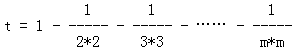 t = 1 - 1/(2*2) - 1/(3*3) - …… - 1/(m*m)